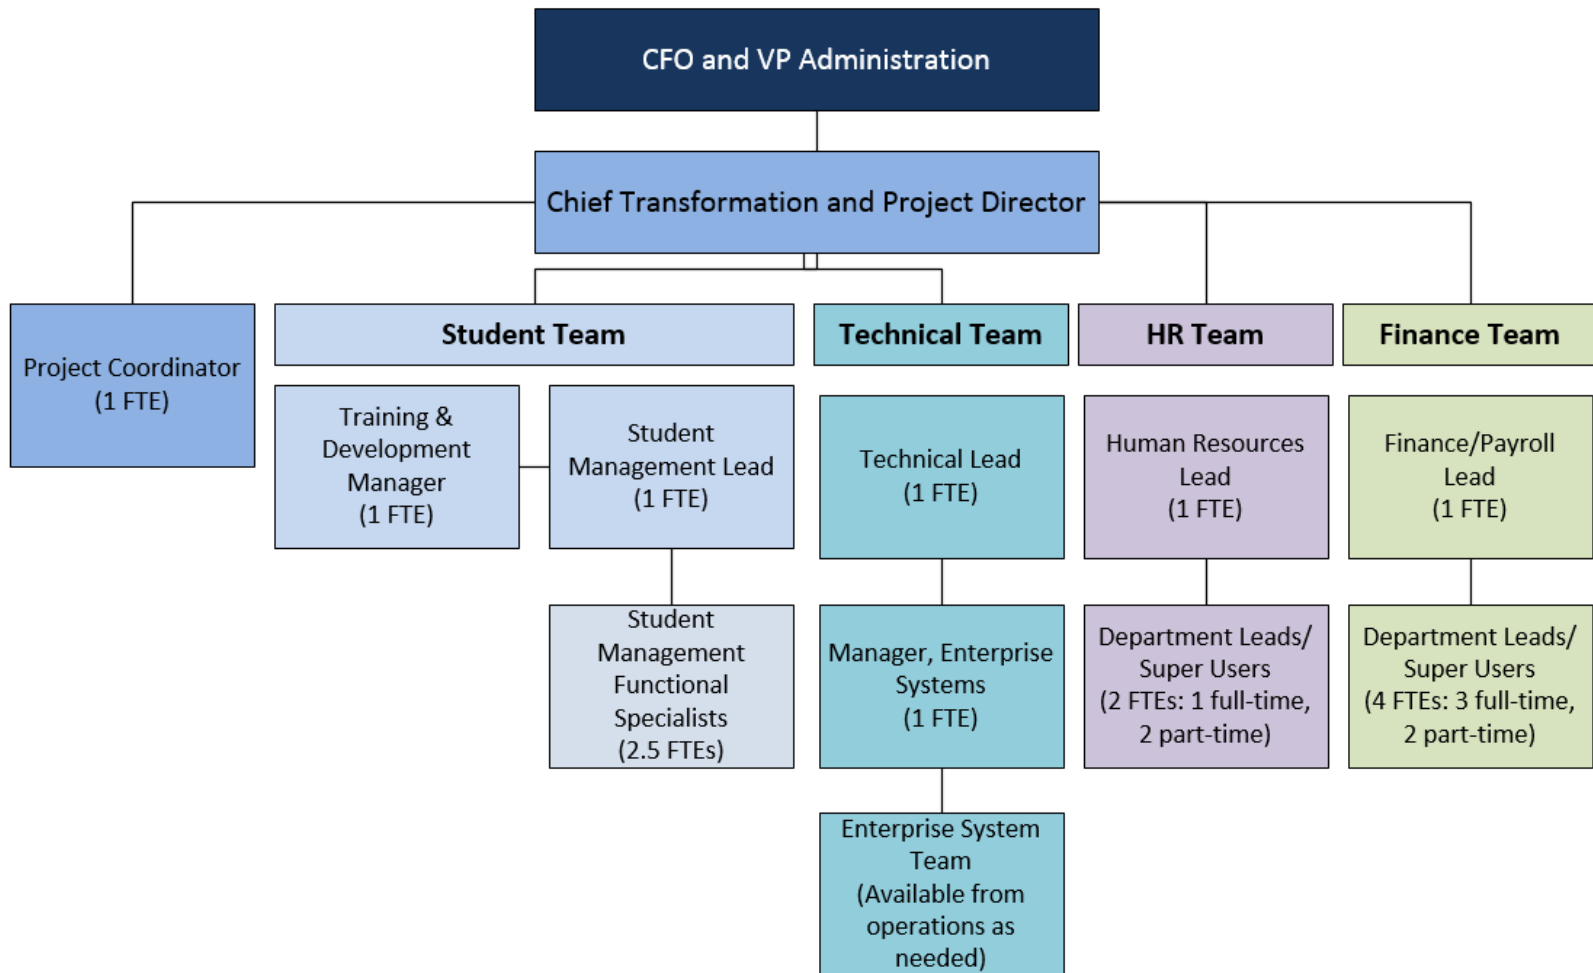 CFO and VP Administration
Chief Transformation and Project Director
Project Coordinator
(1 FTE)
Student Team
Training &
Development
Manager
(1 FTE)
Student
Management Lead
(1 FTE)
Student
Management
Functional
Specialists
(2.5 FTEs)
Technical Team
Technical Lead
(1 FTE)
Manager, Enterprise
Systems
(1 FTE)
Enterprise System
Team
(Available from
operations as
needed)
HR Team
Human Resources
Lead
(1 FTE)
Department Leads/
Super Users
(2 FTEs: 1 full-time,
2 part-time)
Finance Team
Finance/Payroll
Lead
(1 FTE)
Department Leads/
Super Users
(4 FTEs: 3 full-time,
2 part-time)